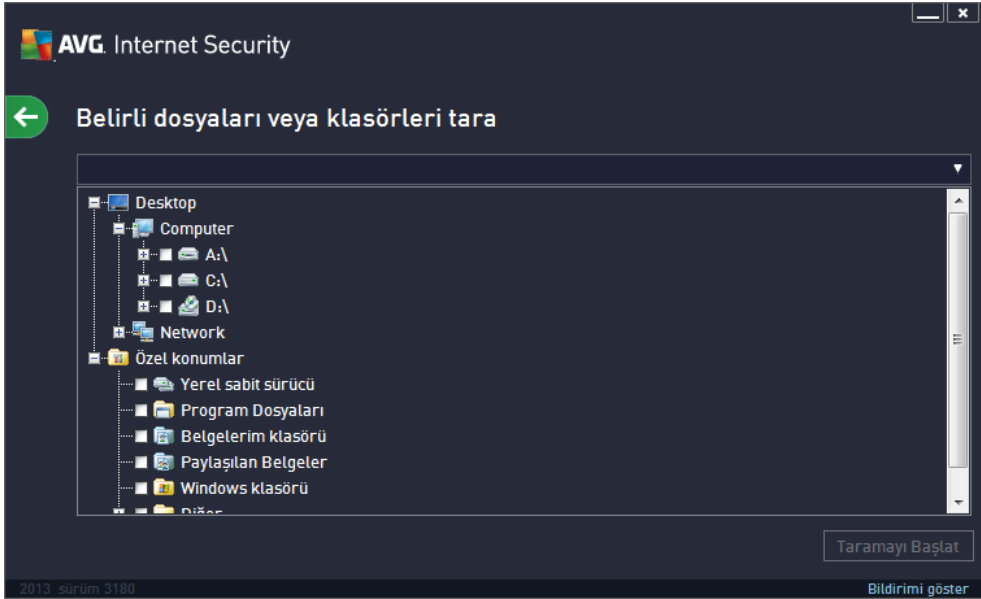 AVG. Internet Security
Belirli dosyaları veya klasörleri tara
Desktop
Computer
A:\
C:\
D:\
Network
Özel konumlar
Yerel sabit sürücü
Program Dosyaları
Belgelerim klasörü
Paylaşılan Belgeler
Windows klasörü
Diğer
Taramayı Başlat
2013 sürüm 3180
Bildirimi göster